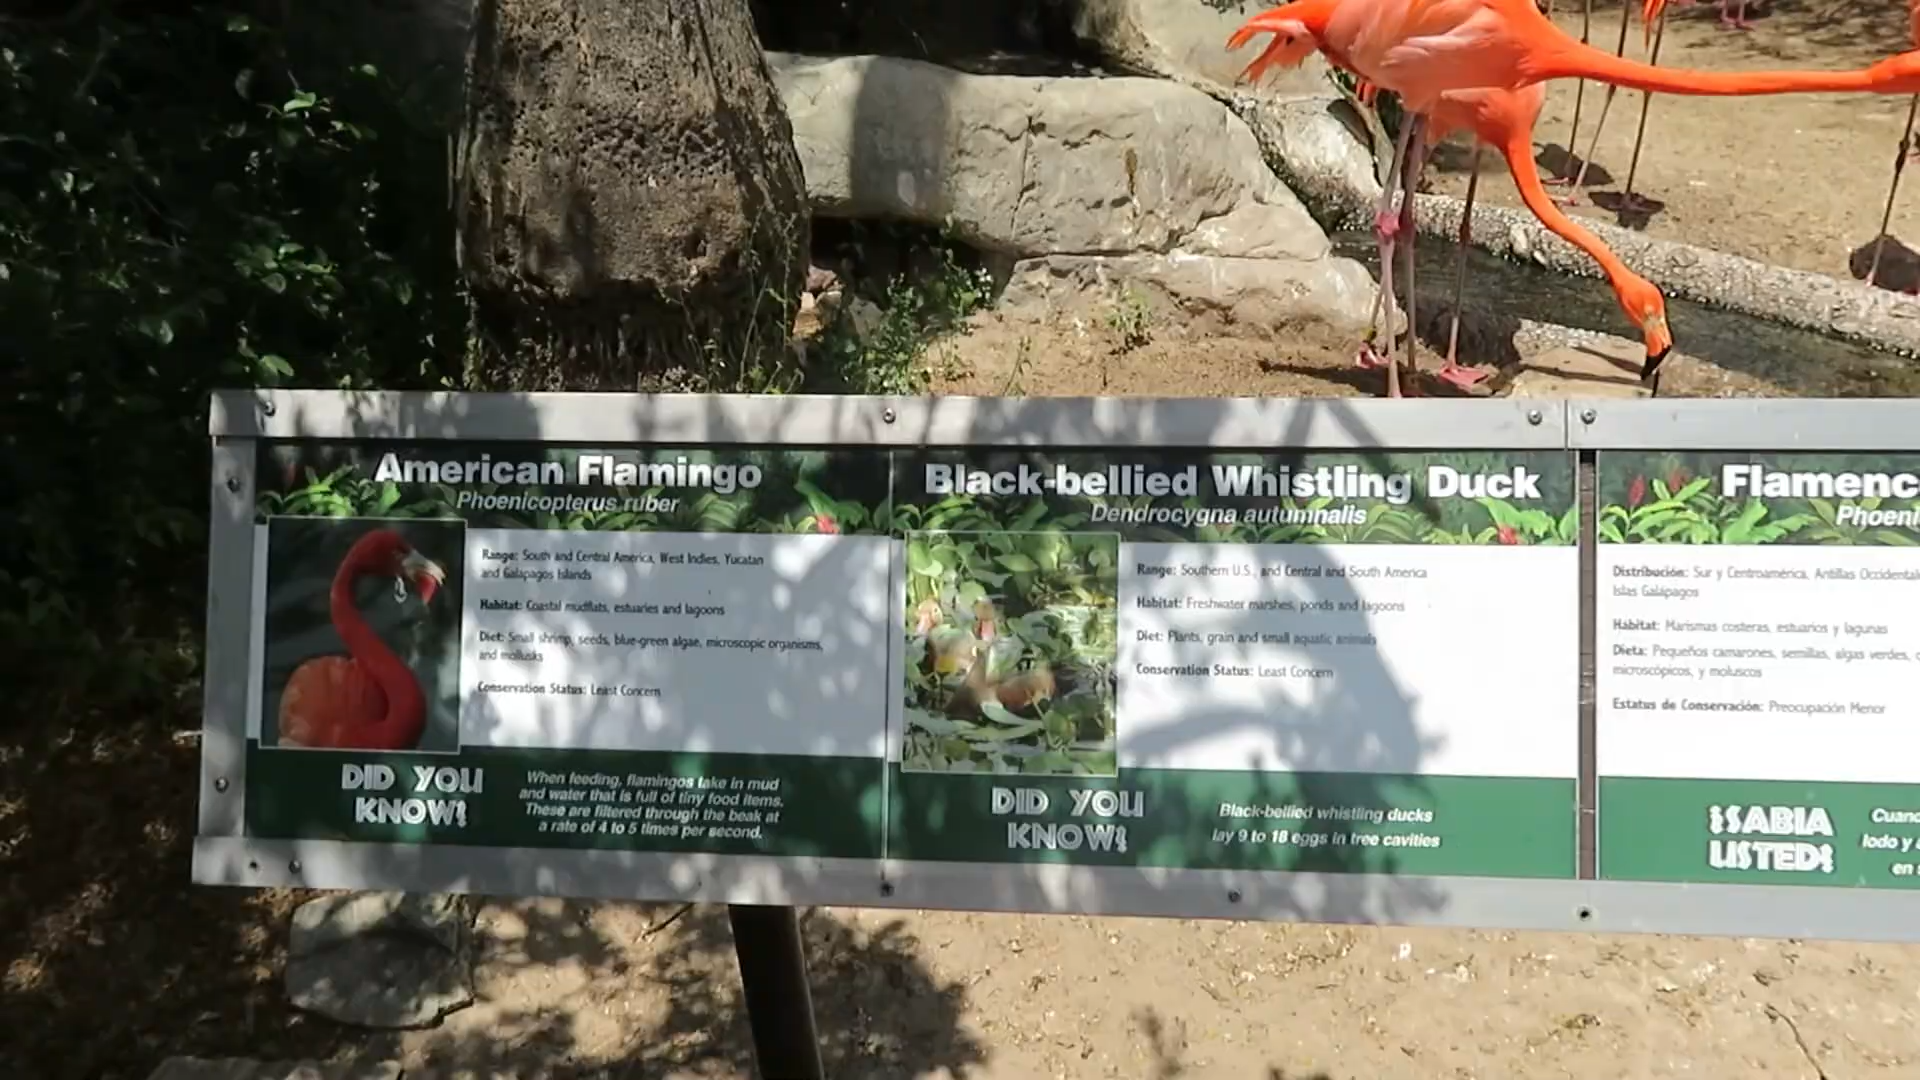 American Flamingo
Phoenicopterus ruber
Range: South and Central America, West Indies, Yucatan
and Galapagos Islands
Habitat: Coastal mudflats, estuaries and lagoons
Diet: Small shrimp, seeds, blue-green algae, microscopic organisms,
and mollusks
Conservation Status: Least Concern
DID YOU
KNOW?
When feeding, flamingos take in mud
and water that is full of tiny food items.
These are filtered through the beak at
a rate of 4 to 5 times per second.
Black-bellied Whistling Duck
Dendrocygna autumnalis
Range: Southern U.S., and Central and South America
Habitat: Freshwater marshes, ponds and lagoons
Diet: Plants, grain and small aquatic animals
Conservation Status: Least Concern
DID YOU
KNOW?
Black-bellied whistling ducks
lay 9 to 18 eggs in tree cavities
Flamenc
Phoeni
Distribución: Sur y Centroamérica, Antillas Occidental
Islas Galápagos
Habitat: Marismas costeras, estuarios y lagunas
Dieta: Pequeños camarones, semillas, algas verdes,
microscópicos, y moluscos
Estatus de Conservación: Preocupación Menor
¿SABIA
USTED?
Cuand
lodo y
en